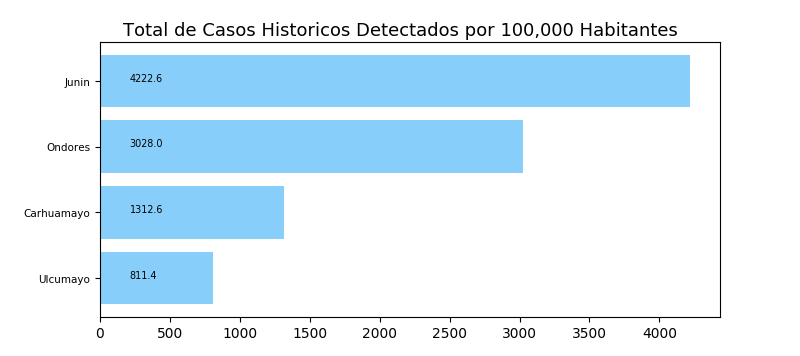 Total de Casos Historicos Detectados por 100,000 Habitantes
Junin 4222.6
Ondores 3028.0
Carhuamayo 1312.6
Ulcumayo 811.4
0 500 1000 1500 2000 2500 3000 3500 4000